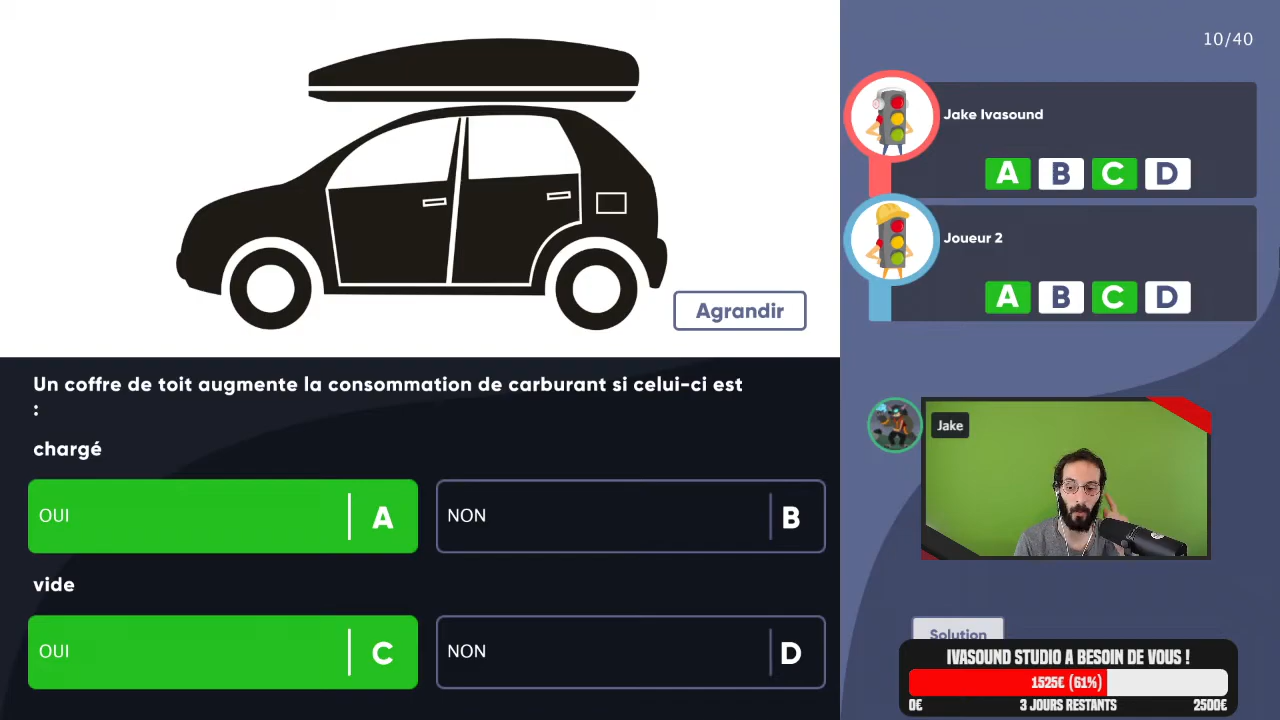 10/40
Jake Ivasound
A B C D
Joueur 2
A B C D
Agrandir
Un coffre de toit augmente la consommation de carburant si celui-ci est
:
chargé
OUI A
NON B
vide
OUI C
NON D
Jake
Solution
IVASOUND STUDIO A BESOIN DE VOUS !
1525€ (61%)
0€ 3 JOURS RESTANTS 2500€